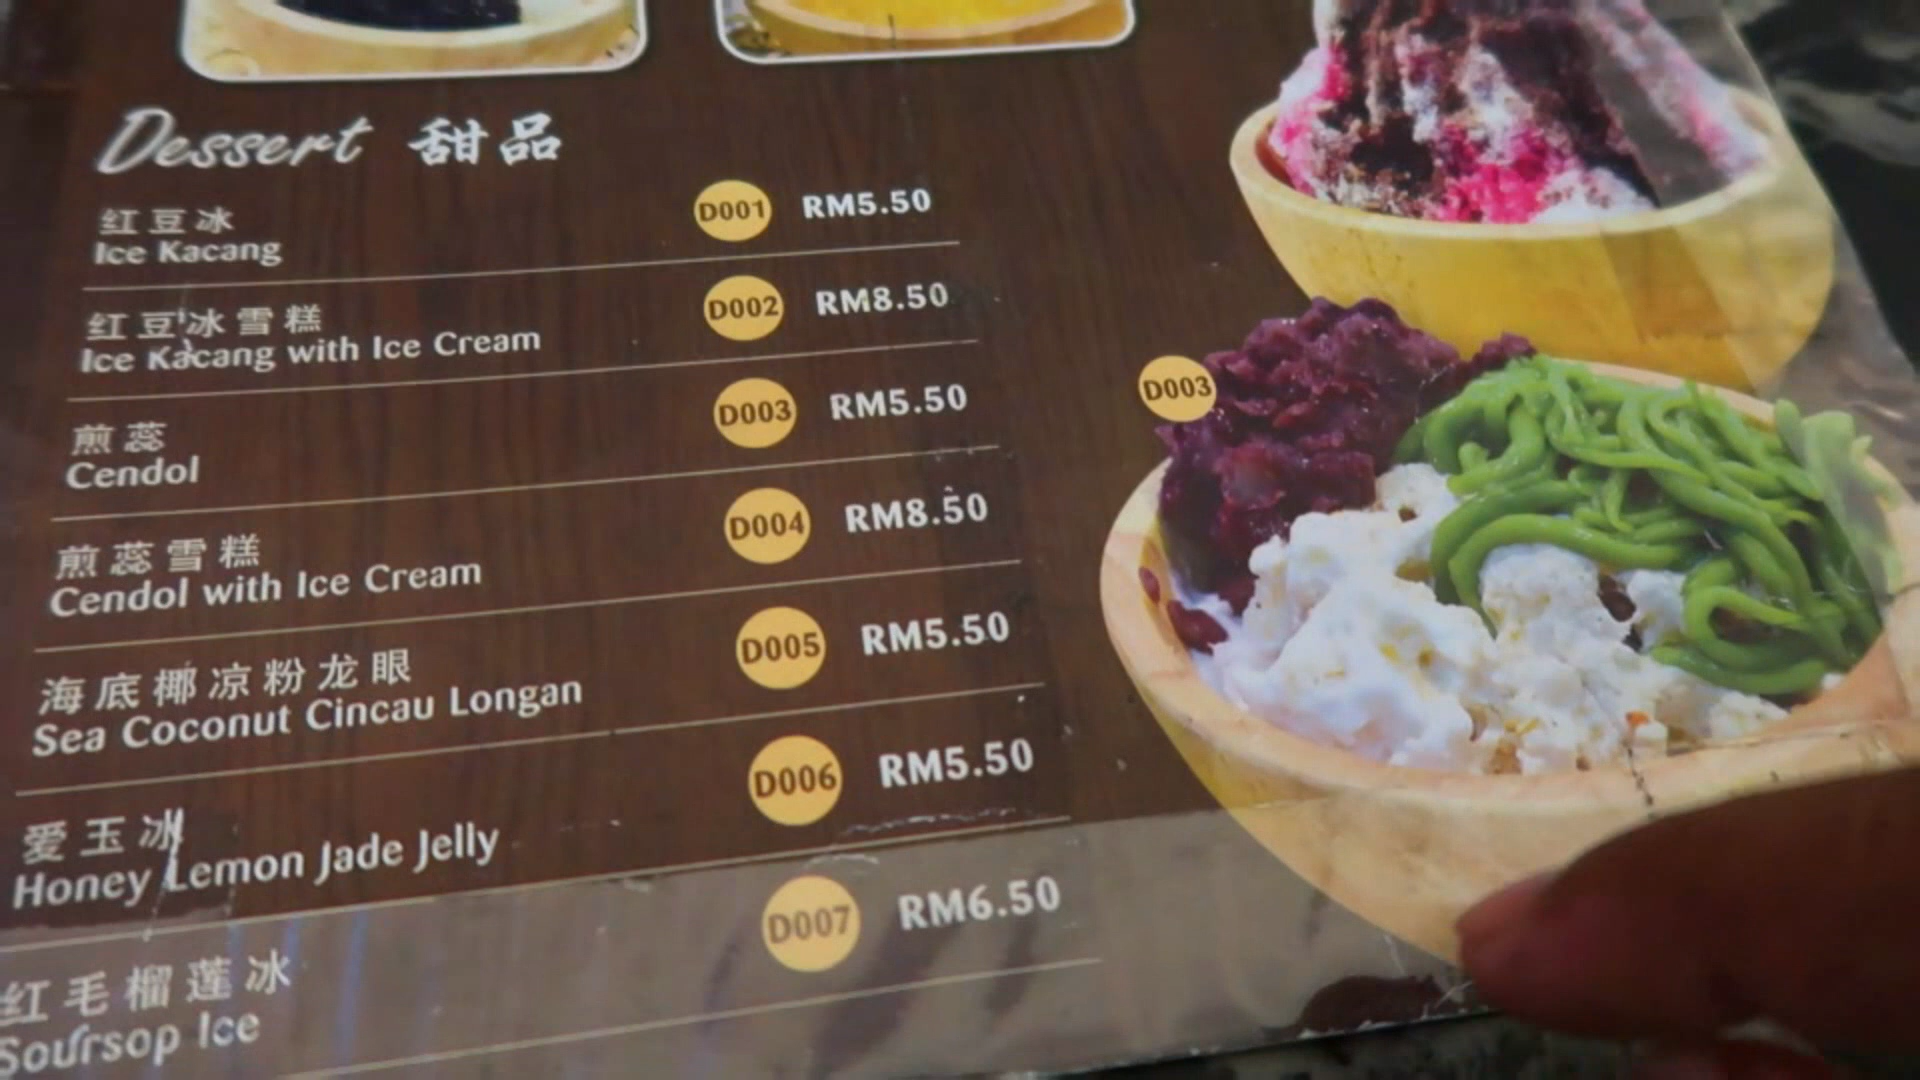 Dessert 甜品
红豆冰 D001 RM5.50
Ice Kacang
红豆冰雪糕 D002 RM8.50
Ice Kacang with Ice Cream
煎蕊 D003 RM5.50
Cendol
煎蕊雪糕 D004 RM8.50
Cendol with Ice Cream
海底椰凉粉龙眼 D005 RM5.50
Sea Coconut Cincau Longan
爱玉冰 D006 RM5.50
Honey Lemon Jade Jelly
红毛榴莲冰 D007 RM6.50
Soursop Ice
D003